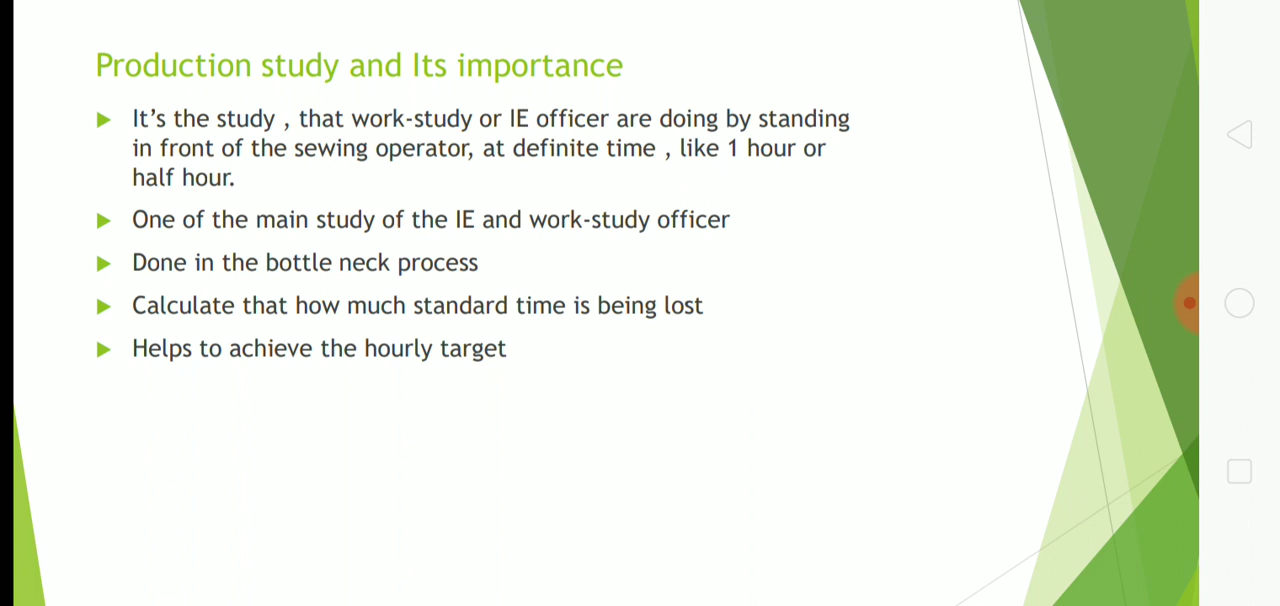 Production study and Its importance
It's the study , that work-study or IE officer are doing by standing
in front of the sewing operator, at definite time , like 1 hour or
half hour.
One of the main study of the IE and work-study officer
Done in the bottle neck process
Calculate that how much standard time is being lost
Helps to achieve the hourly target